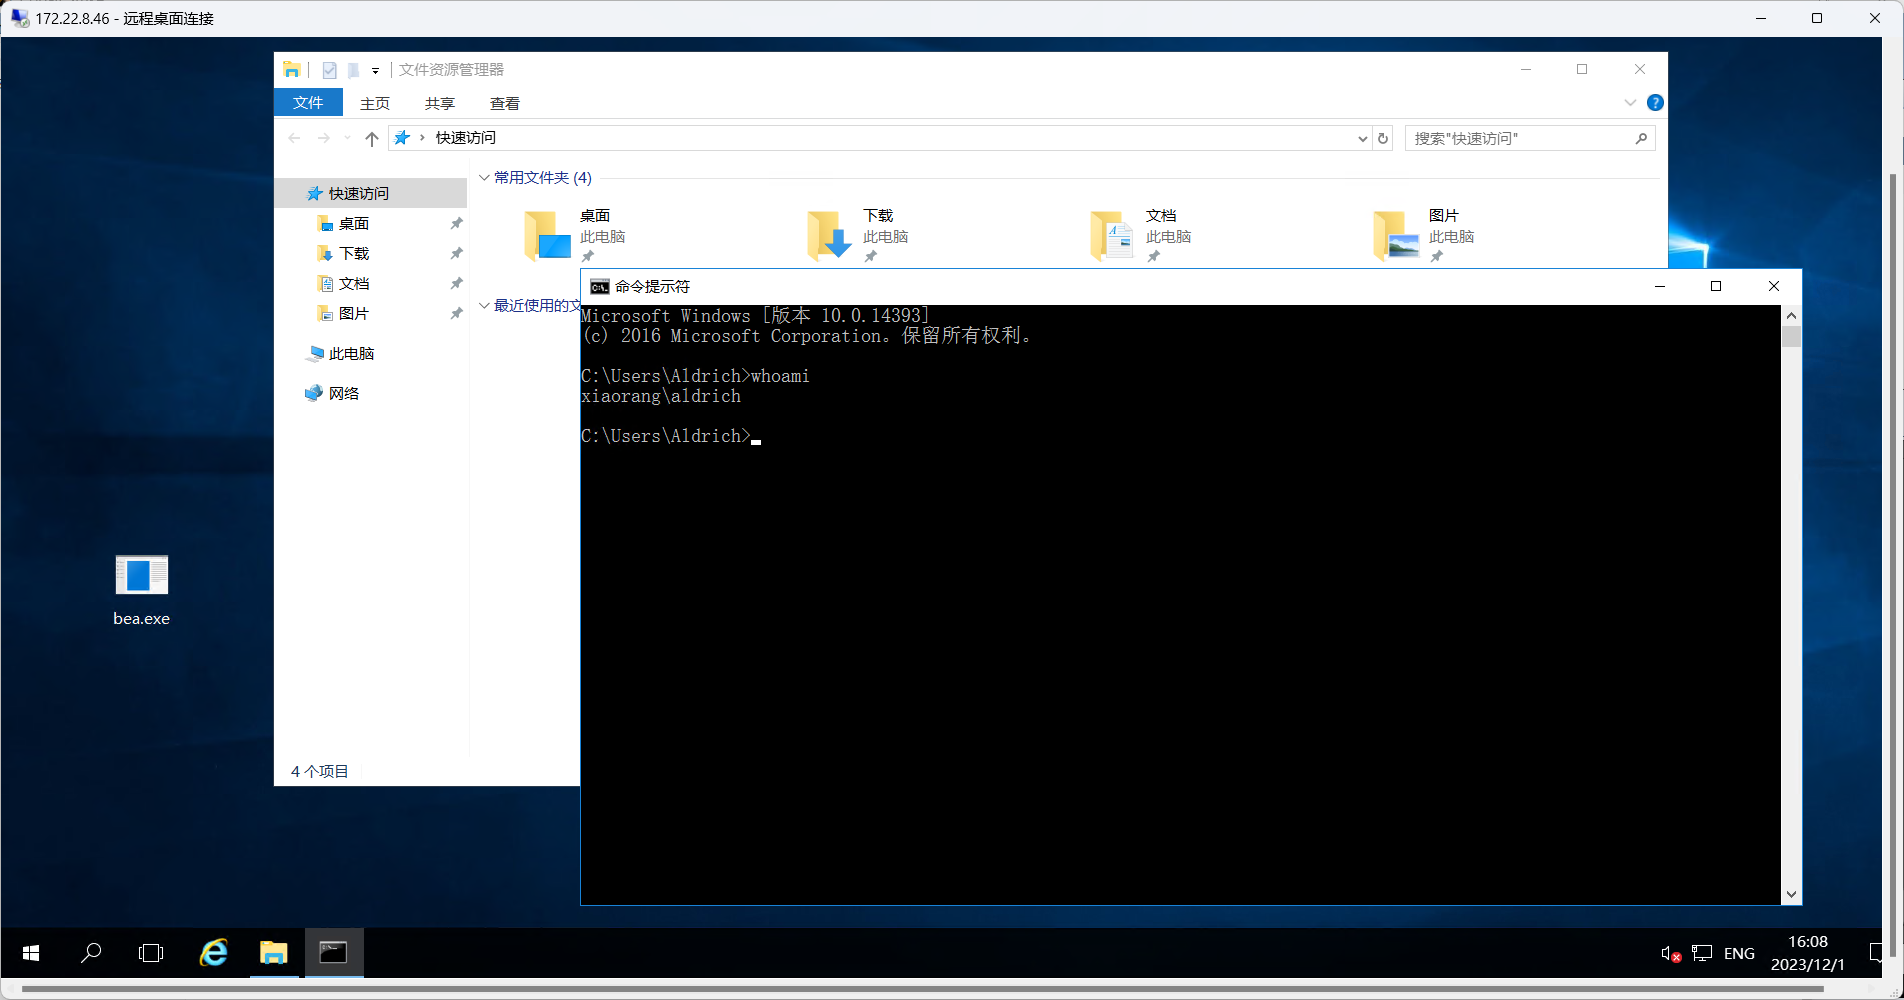 172.22.8.46 - 远程桌面连接
文件资源管理器
文件 主页 共享 查看
快速访问
搜索"快速访问"
快速访问
桌面
下载
文档
图片
此电脑
网络
常用文件夹 (4)
桌面
此电脑
下载
此电脑
文档
此电脑
图片
此电脑
最近使用的文
4 个项目
命令提示符
Microsoft Windows [版本 10.0.14393]
(c) 2016 Microsoft Corporation。保留所有权利。
C:\Users\Aldrich>whoami
xiaorang\aldrich
C:\Users\Aldrich>
bea.exe
ENG
16:08
2023/12/1